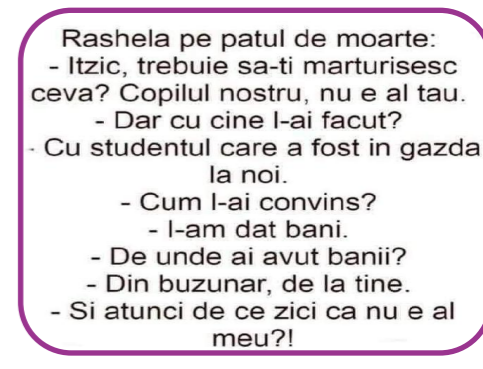 Rashela pe patul de moarte:
- Itzic, trebuie sa-ti marturisesc
ceva? Copilul nostru, nu e al tau.
- Dar cu cine l-ai facut?
- Cu studentul care a fost in gazda
la noi.
- Cum l-ai convins?
- I-am dat bani.
- De unde ai avut banii?
- Din buzunar, de la tine.
- Si atunci de ce zici ca nu e al
meu?!